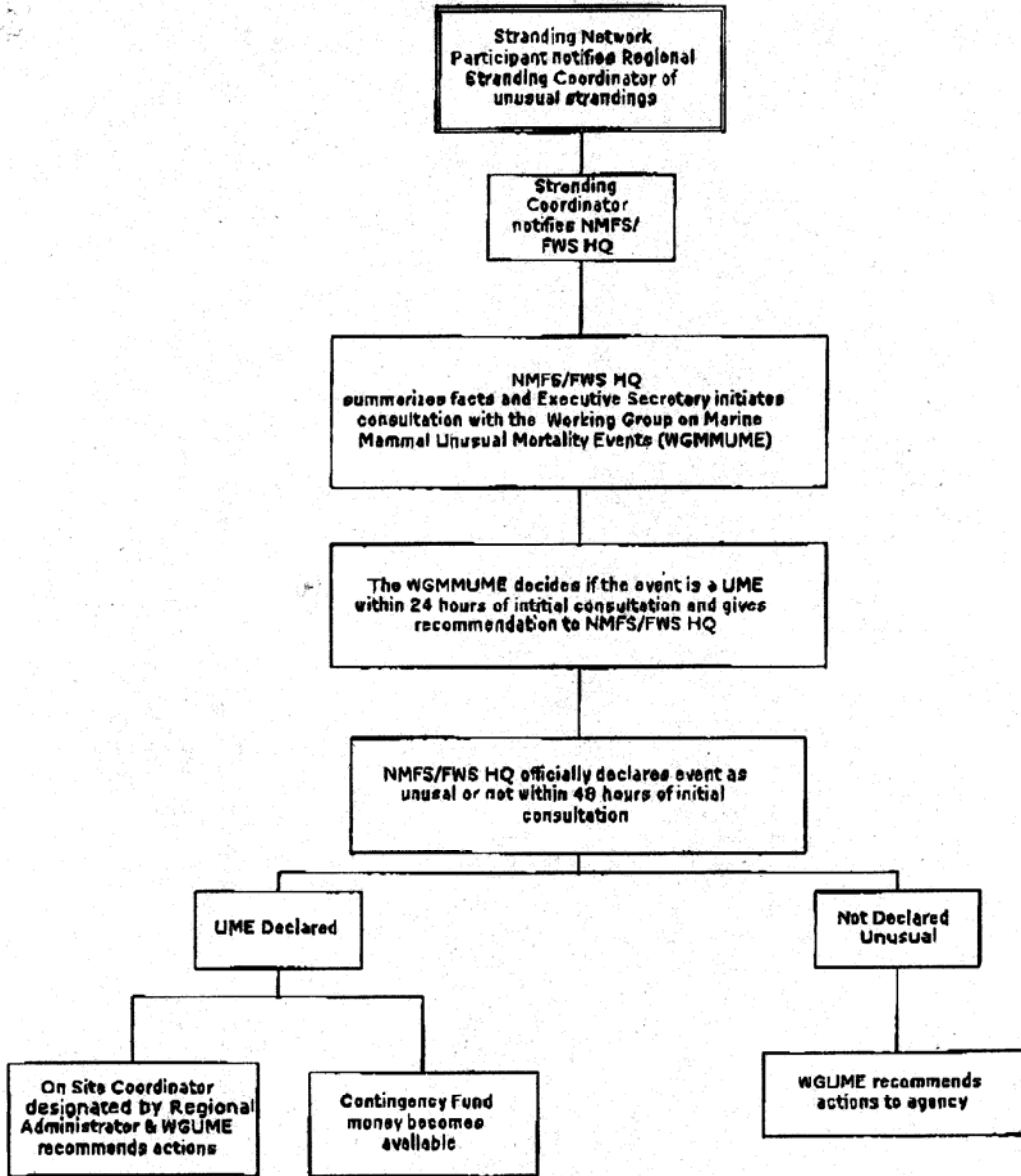 Stranding Network
Participant notifies Regional
Stranding Coordinator of
unusual strandings
Stranding
Coordinator
notifies NMFS/
FWS HQ
NMFS/FWS HQ
summarizes facts and Executive Secretary initiates
consultation with the Working Group on Marine
Mammal Unusual Mortality Events (WGMMUME)
The WGMMUME decides if the event is a UME
within 24 hours of intitial consultation and gives
recommendation to NMFS/FWS HQ
NMFS/FWS HQ officially declares event as
unusal or not within 48 hours of initial
consultation
UME Declared
Not Declared
Unusual
On Site Coordinator
designated by Regional
Administrator & WGUME
recommends actions
Contingency Fund
money becomes
available
WGUME recommends
actions to agency